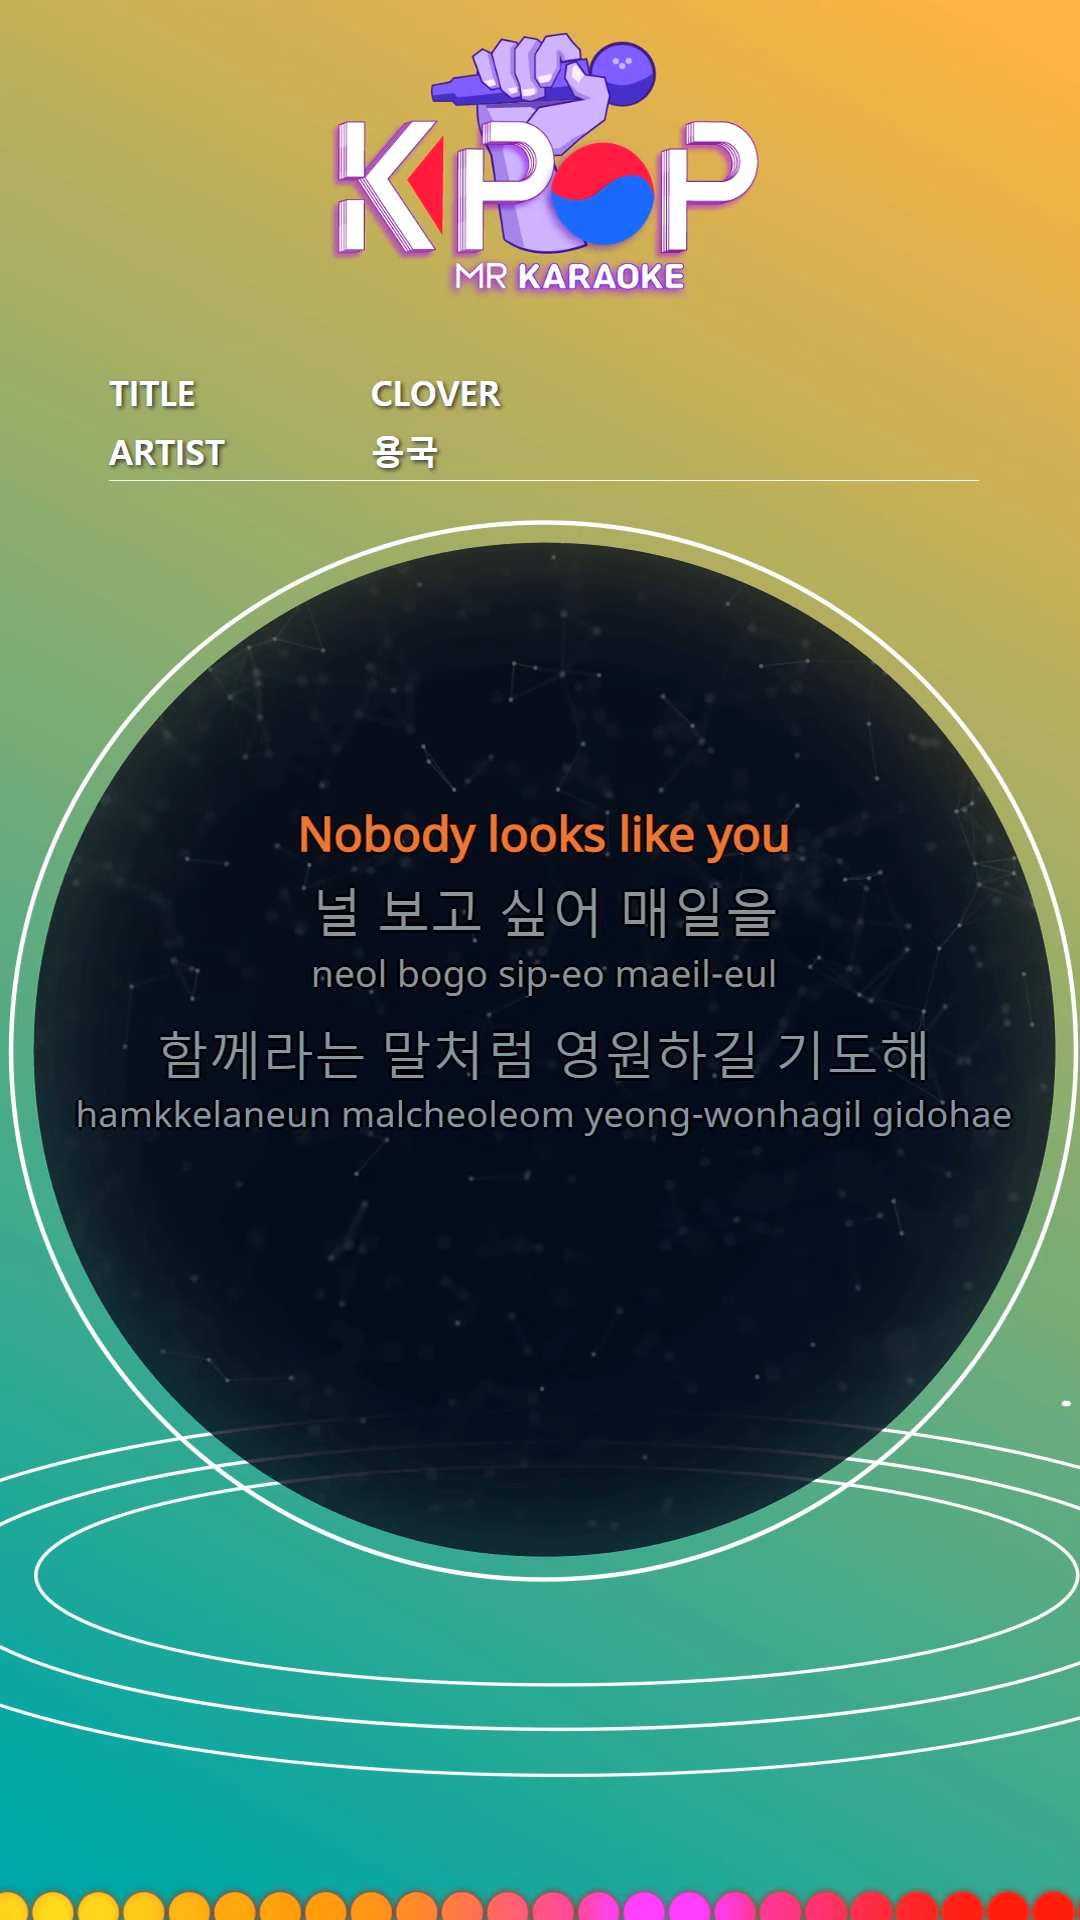 KPOP
MR KARAOKE
TITLE CLOVER
ARTIST 용국
Nobody looks like you
널 보고 싶어 매일을
neol bogo sip-eo maeil-eul
함께라는 말처럼 영원하길 기도해
hamkkelaneun malcheoleom yeong-wonhagil gidohae